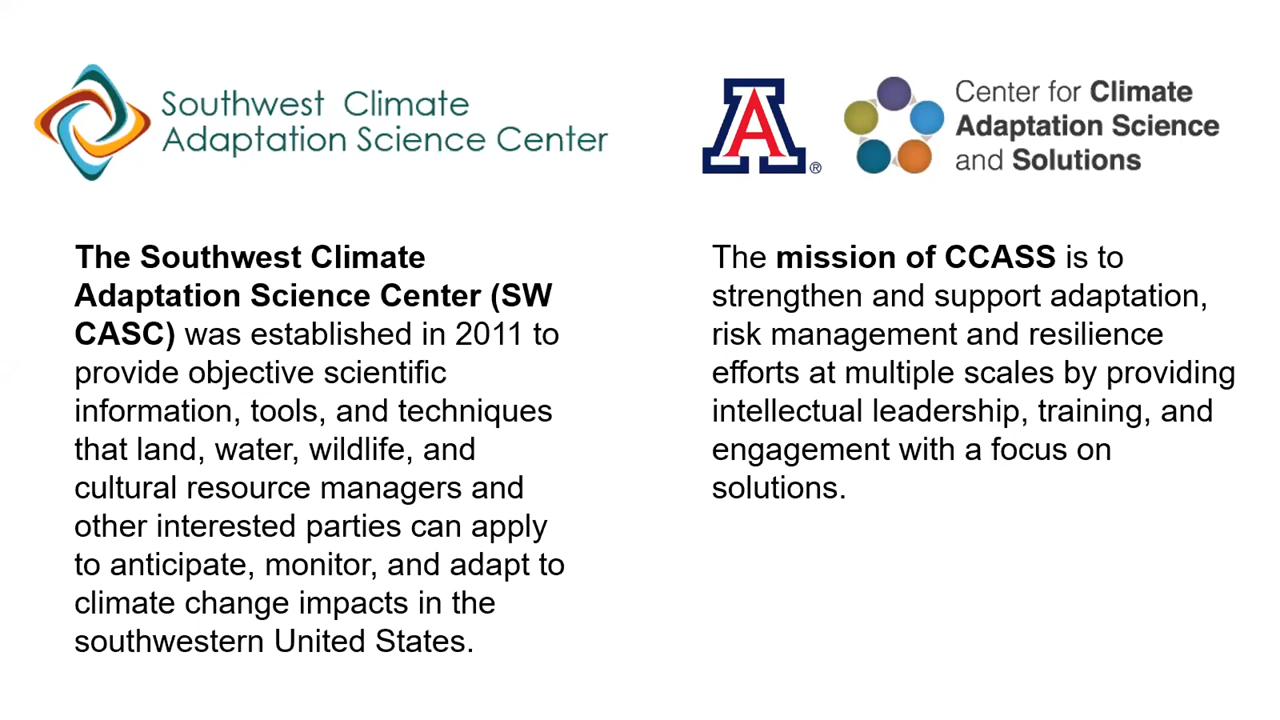 Southwest Climate
Adaptation Science Center
The Southwest Climate
Adaptation Science Center (SW
CASC) was established in 2011 to
provide objective scientific
information, tools, and techniques
that land, water, wildlife, and
cultural resource managers and
other interested parties can apply
to anticipate, monitor, and adapt to
climate change impacts in the
southwestern United States.
A ®
Center for Climate
Adaptation Science
and Solutions
The mission of CCASS is to
strengthen and support adaptation,
risk management and resilience
efforts at multiple scales by providing
intellectual leadership, training, and
engagement with a focus on
solutions.